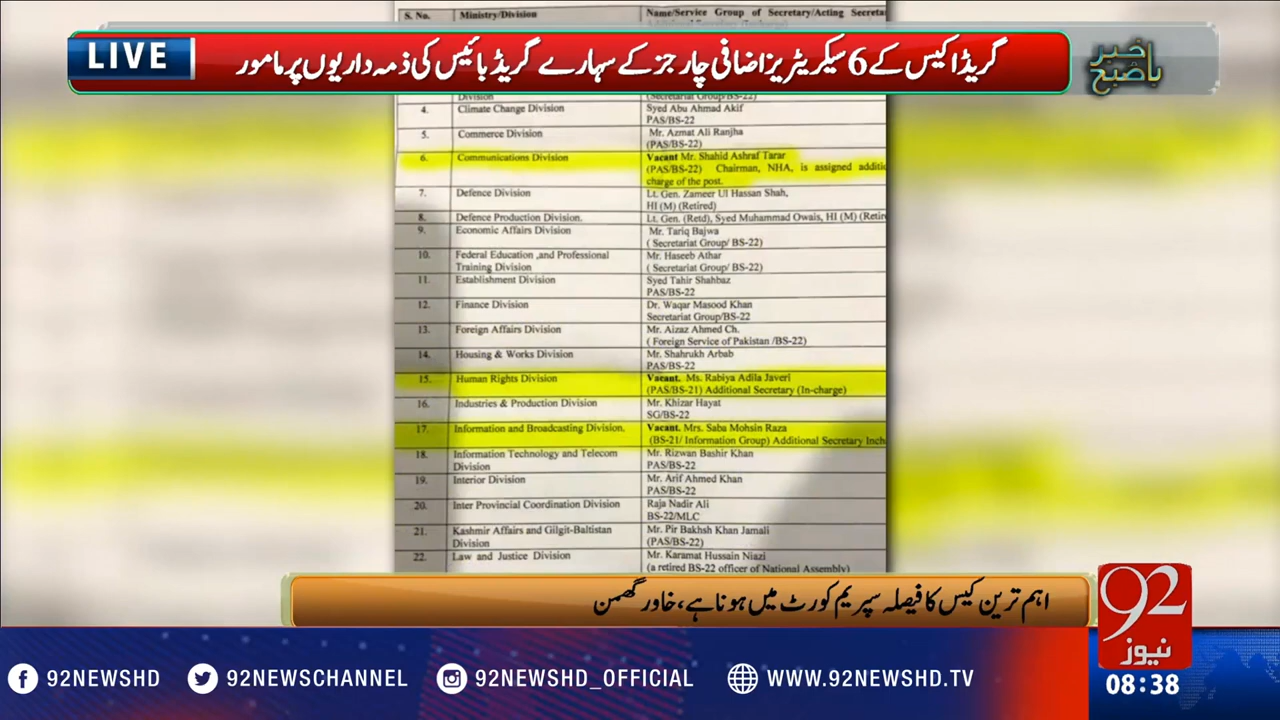 S. No. Ministry/Division Name/Service Group of Secretary/Acting Secretar
LIVE
گریڈ اکیس کے 6 سیکریٹریز اضافی چارجز کے سہارے گریڈ بائیس کی ذمہ داریوں پر مامور
باخبر صبح
Division (Secretariat Group/BS-22)
4. Climate Change Division Syed Abu Ahmad Akif
PAS/BS-22
5. Commerce Division Mr. Azmat Ali Ranjha
(PAS/BS-22)
6. Communications Division Vacant Mr. Shahid Ashraf Tarar
(PAS/BS-22) Chairman, NHA, is assigned additi
charge of the post.
7. Defence Division Lt. Gen. Zameer Ul Hassan Shah,
HI (M) (Retired)
8. Defence Production Division. Lt. Gen. (Retd), Syed Muhammad Owais, HI (M) (Retir
9. Economic Affairs Division Mr. Tariq Bajwa
( Secretariat Group/ BS-22)
10. Federal Education ,and Professional Mr. Haseeb Athar
Training Division ( Secretariat Group/ BS-22)
11. Establishment Division Syed Tahir Shahbaz
PAS/BS-22
12. Finance Division Dr. Waqar Masood Khan
Secretariat Group/BS-22
13. Foreign Affairs Division Mr. Aizaz Ahmed Ch.
( Foreign Service of Pakistan /BS-22)
14. Housing & Works Division Mr. Shahrukh Arbab
PAS/BS-22
15. Human Rights Division Vacant. Ms. Rabiya Adila Javeri
(PAS/BS-21) Additional Secretary (In-charge)
16. Industries & Production Division Mr. Khizar Hayat
SG/BS-22
17. Information and Broadcasting Division. Vacant. Mrs. Saba Mohsin Raza
(BS-21/ Information Group) Additional Secretary Inch
18. Information Technology and Telecom Mr. Rizwan Bashir Khan
Division PAS/BS-22
19. Interior Division Mr. Arif Ahmed Khan
PAS/BS-22
20. Inter Provincial Coordination Division Raja Nadir Ali
BS-22/MLC
21. Kashmir Affairs and Gilgit-Baltistan Mr. Pir Bakhsh Khan Jamali
Division (PAS/BS-22)
22. Law and Justice Division Mr. Karamat Hussain Niazi
(a retired BS-22 officer of National Assembly)
اہم ترین کیس کا فیصلہ سپریم کورٹ میں ہونا ہے، خاور گھمن
92
نیوز
92NEWSHD 92NEWSCHANNEL 92NEWSHD_OFFICIAL WWW.92NEWSHD.TV
08:38